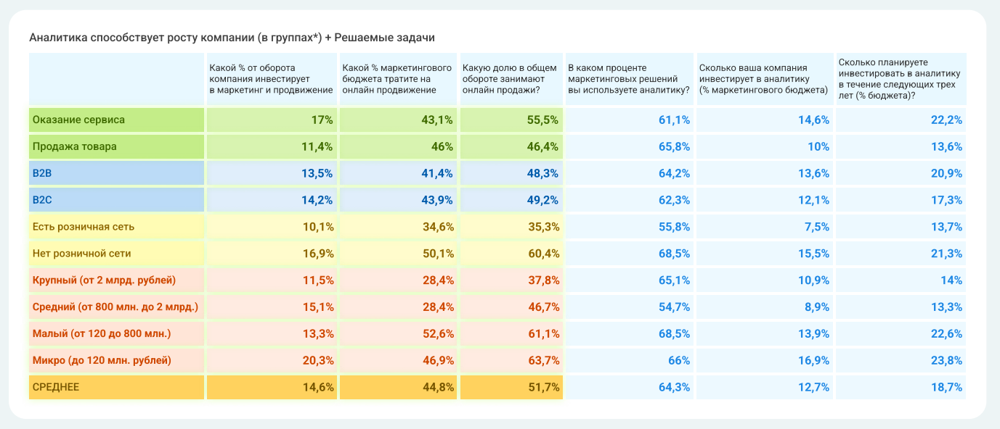 Аналитика способствует росту компании (в группах*) + Решаемые задачи
Какой % от оборота
компания инвестирует
в маркетинг и продвижение
Какой % маркетингового
бюджета тратите на
онлайн продвижение
Какую долю в общем
обороте занимают
онлайн продажи?
В каком проценте
маркетинговых решений
вы используете аналитику?
Сколько ваша компания
инвестирует в аналитику
(% маркетингового бюджета)
Сколько планируете
инвестировать в аналитику
в течение следующих трех
лет (% бюджета)?
Оказание сервиса 17% 43,1% 55,5% 61,1% 14,6% 22,2%
Продажа товара 11,4% 46% 46,4% 65,8% 10% 13,6%
B2B 13,5% 41,4% 48,3% 64,2% 13,6% 20,9%
B2C 14,2% 43,9% 49,2% 62,3% 12,1% 17,3%
Есть розничная сеть 10,1% 34,6% 35,3% 55,8% 7,5% 13,7%
Нет розничной сети 16,9% 50,1% 60,4% 68,5% 15,5% 21,3%
Крупный (от 2 млрд. рублей) 11,5% 28,4% 37,8% 65,1% 10,9% 14%
Средний (от 800 млн. до 2 млрд.) 15,1% 28,4% 46,7% 54,7% 8,9% 13,3%
Малый (от 120 до 800 млн.) 13,3% 52,6% 61,1% 68,5% 13,9% 22,6%
Микро (до 120 млн. рублей) 20,3% 46,9% 63,7% 66% 16,9% 23,8%
СРЕДНЕЕ 14,6% 44,8% 51,7% 64,3% 12,7% 18,7%